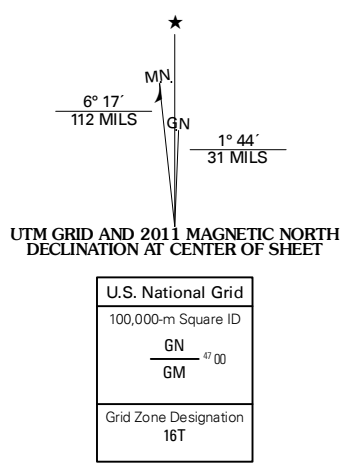 ★
MN.
6° 17´
112 MILS
GN
1° 44´
31 MILS
UTM GRID AND 2011 MAGNETIC NORTH
DECLINATION AT CENTER OF SHEET
U.S. National Grid
100,000-m Square ID
GN
47 00
GM
Grid Zone Designation
16T